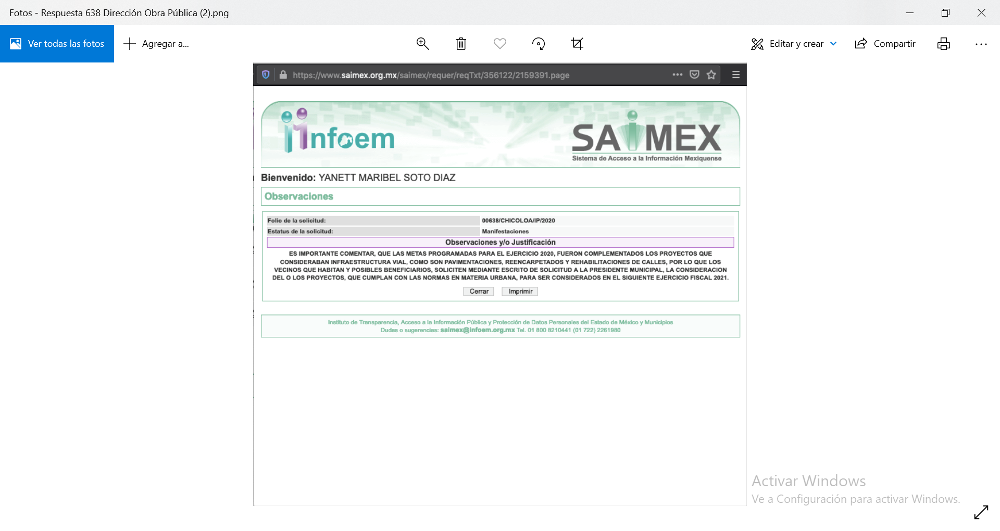 Fotos - Respuesta 638 Dirección Obra Pública (2).png
Ver todas las fotos
Agregar a...
Editar y crear
Compartir
https://www.saimex.org.mx/saimex/requer/reqTxt/356122/2159391.page
infoem
SAIMEX
Sistema de Acceso a la Información Mexiquense
Bienvenido: YANETT MARIBEL SOTO DIAZ
Observaciones
Folio de la solicitud: 00638/CHICOLOA/IP/2020
Estatus de la solicitud: Manifestaciones
Observaciones y/o Justificación
ES IMPORTANTE COMENTAR, QUE LAS METAS PROGRAMADAS PARA EL EJERCICIO 2020, FUERON COMPLEMENTADOS LOS PROYECTOS QUE
CONSIDERABAN INFRAESTRUCTURA VIAL, COMO SON PAVIMENTACIONES, REENCARPETADOS Y REHABILITACIONES DE CALLES, POR LO QUE LOS
VECINOS QUE HABITAN Y POSIBLES BENEFICIARIOS, SOLICITEN MEDIANTE ESCRITO DE SOLICITUD A LA PRESIDENTE MUNICIPAL, LA CONSIDERACION
DEL O LOS PROYECTOS, QUE CUMPLAN CON LAS NORMAS EN MATERIA URBANA, PARA SER CONSIDERADOS EN EL SIGUIENTE EJERCICIO FISCAL 2021.
Cerrar Imprimir
Instituto de Transparencia, Acceso a la Información Pública y Protección de Datos Personales del Estado de México y Municipios
Dudas o sugerencias: saimex@infoem.org.mx Tel. 01 800 8210441 (01 722) 2261980
Activar Windows
Ve a Configuración para activar Windows.